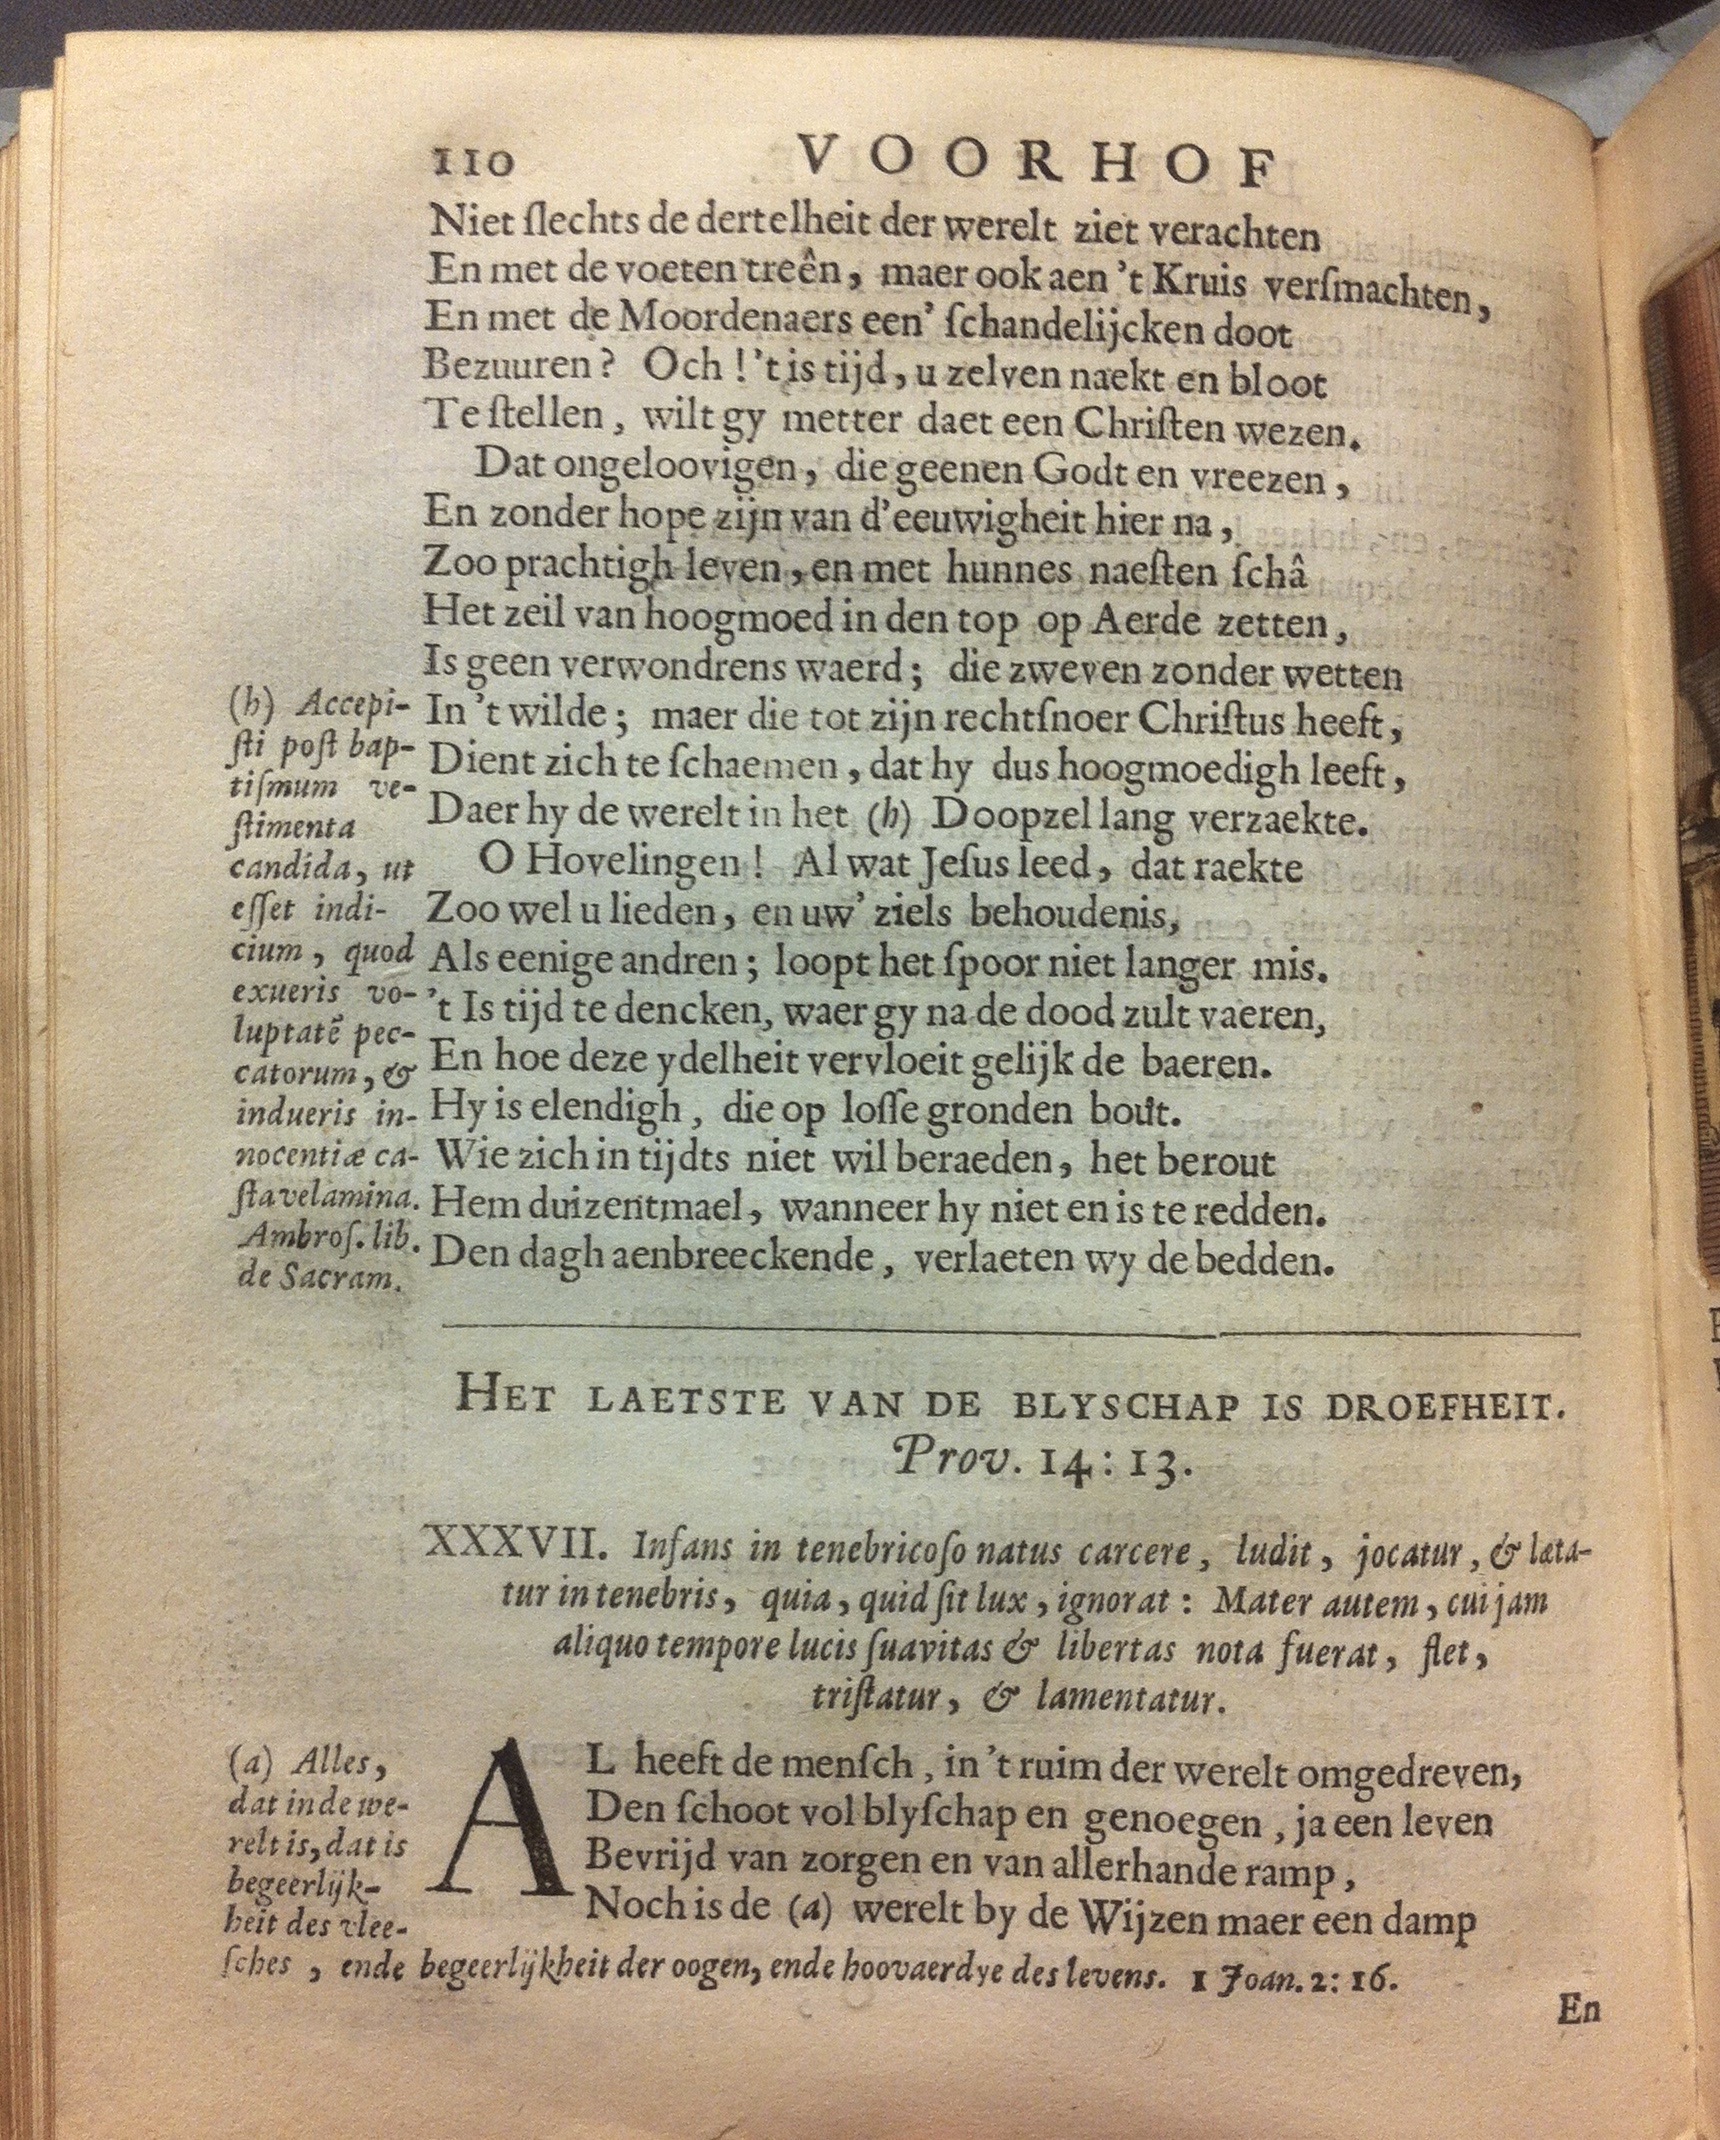 110 VOORHOF
Niet ſlechts de dertelheit der werelt ziet verachten
En met de voeten treên, maer ook aen 't Kruis verſmachten,
En met de Moordenaers een' ſchandelijcken doot
Bezuuren? Och! 't is tijd, u zelven naekt en bloot
Te ſtellen, wilt gy metter daet een Chriſten wezen.
Dat ongeloovigen, die geenen Godt en vreezen,
En zonder hope zijn van d'eeuwigheit hier na,
Zoo prachtigh leven, en met hunnes naeſten ſchâ
Het zeil van hoogmoed in den top op Aerde zetten,
Is geen verwondrens waerd; die zweven zonder wetten
In 't wilde; maer die tot zijn rechtſnoer Chriſtus heeft,
Dient zich te ſchaemen, dat hy dus hoogmoedigh leeft,
Daer hy de werelt in het (h) Doopzel lang verzaekte.
O Hovelingen! Al wat Jeſus leed, dat raekte
Zoo wel u lieden, en uw' ziels behoudenis,
Als eenige andren; loopt het ſpoor niet langer mis.
't Is tijd te dencken, waer gy na de dood zult vaeren,
En hoe deze ydelheit vervloeit gelijk de baeren.
Hy is elendigh, die op loſſe gronden boût.
Wie zich in tijdts niet wil beraeden, het berout
Hem duizentmael, wanneer hy niet en is te redden.
Den dagh aenbreeckende, verlaeten wy de bedden.
(h) Accepi-
ſti poſt bap-
tiſmum ve-
ſtimenta
candida, ut
eſſet indi-
cium, quod
exueris vo-
luptatē pec-
catorum, &
indueris in-
nocentiæ ca-
ſta velamina.
Ambroſ. lib.
de Sacram.
HET LAETSTE VAN DE BLYSCHAP IS DROEFHEIT.
Prov. 14: 13.
XXXVII. Infans in tenebricoſo natus carcere, ludit, jocatur, & læta-
tur in tenebris, quia, quid ſit lux, ignorat: Mater autem, cui jam
aliquo tempore lucis ſuavitas & libertas nota fuerat, flet,
triſtatur, & lamentatur.
AL heeft de menſch, in 't ruim der werelt omgedreven,
Den ſchoot vol blyſchap en genoegen, ja een leven
Bevrijd van zorgen en van allerhande ramp,
Noch is de (a) werelt by de Wijzen maer een damp
(a) Alles,
dat in de we-
relt is, dat is
begeerlijk-
heit des vlee-
ſches, ende begeerlijkheit der oogen, ende hoovaerdye des levens. 1 Joan. 2: 16.
En